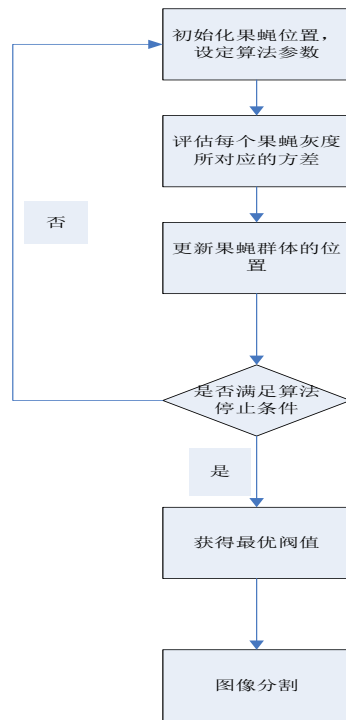 初始化果蝇位置，
设定算法参数
评估每个果蝇灰度
所对应的方差
否
更新果蝇群体的位
置
是否满足算法
停止条件
是
获得最优阀值
图像分割